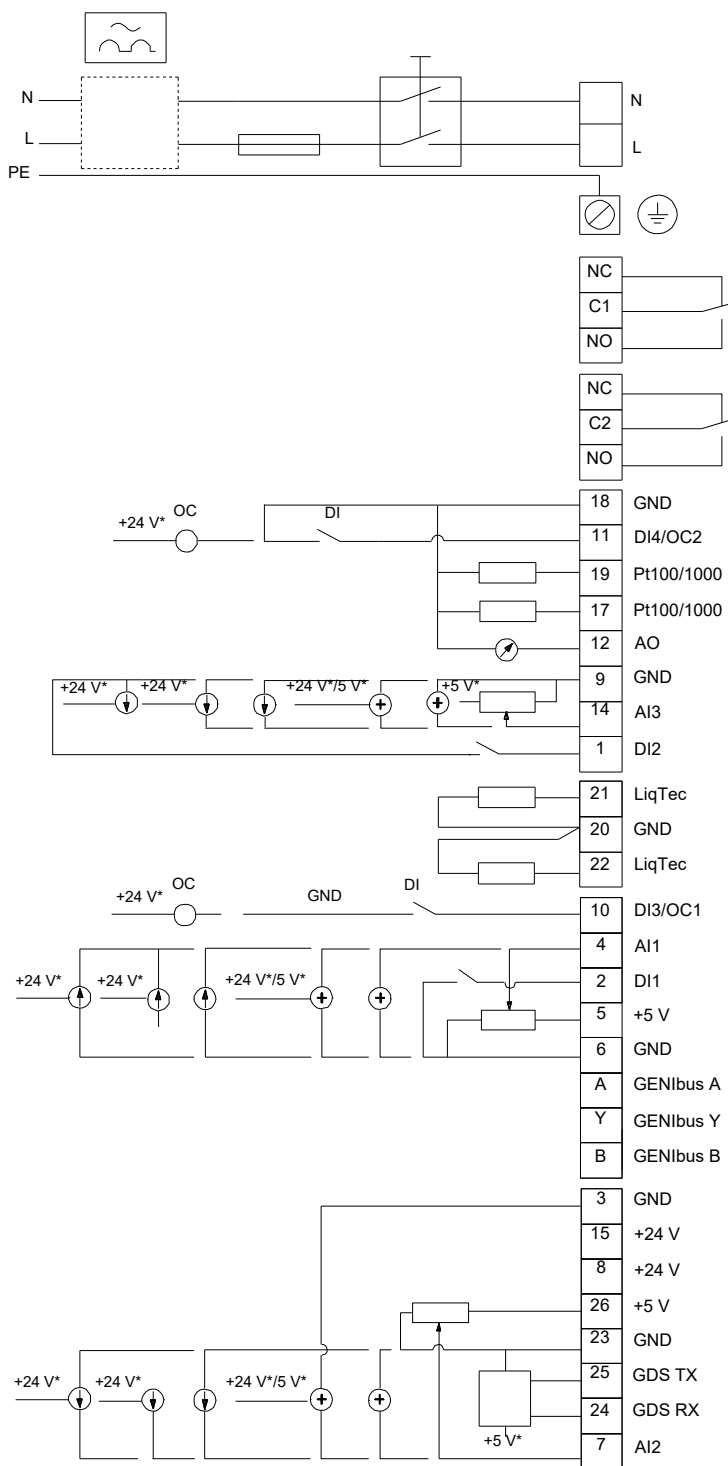 N N
L L
PE
NC
C1
NO
NC
C2
NO
18 GND
+24 V* OC DI 11 DI4/OC2
19 Pt100/1000
17 Pt100/1000
12 AO
9 GND
+24 V* +24 V* +24 V*/5 V* +5 V*
14 AI3
1 DI2
21 LiqTec
20 GND
22 LiqTec
+24 V* OC GND DI 10 DI3/OC1
4 AI1
+24 V* +24 V* +24 V*/5 V* 2 DI1
5 +5 V
6 GND
A GENIbus A
Y GENIbus Y
B GENIbus B
3 GND
15 +24 V
8 +24 V
26 +5 V
23 GND
+24 V* +24 V* +24 V*/5 V* 25 GDS TX
24 GDS RX
+5 V*
7 AI2